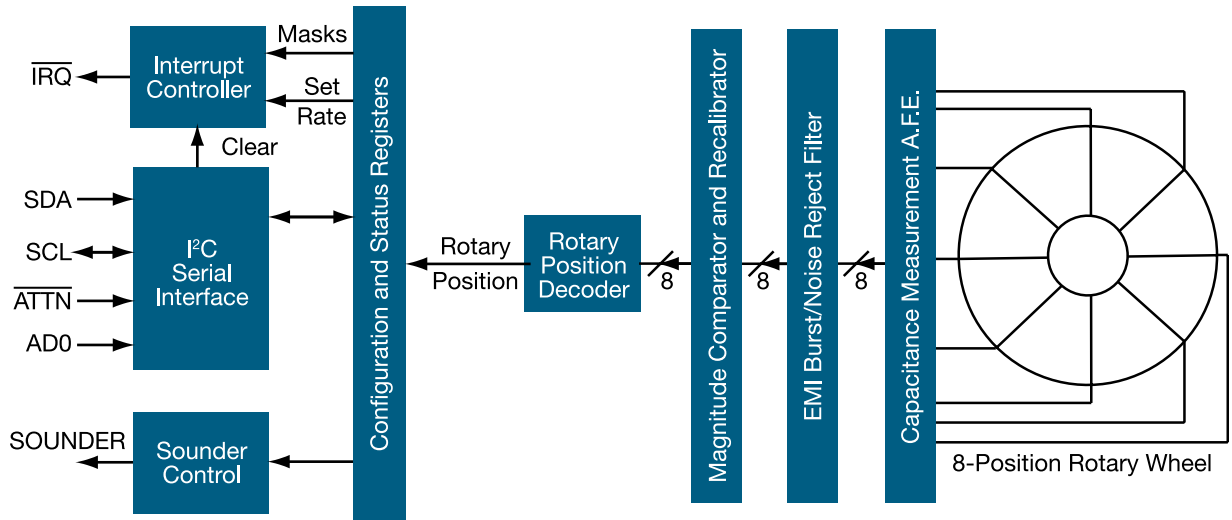 Masks
IRQ
Interrupt
Controller
Set
Rate
Clear
SDA
SCL
ATTN
AD0
I²C
Serial
Interface
SOUNDER
Sounder
Control
Configuration and Status Registers
Rotary
Position
Rotary
Position
Decoder
8
Magnitude Comparator and Recalibrator
8
EMI Burst/Noise Reject Filter
8
Capacitance Measurement A.F.E.
8-Position Rotary Wheel